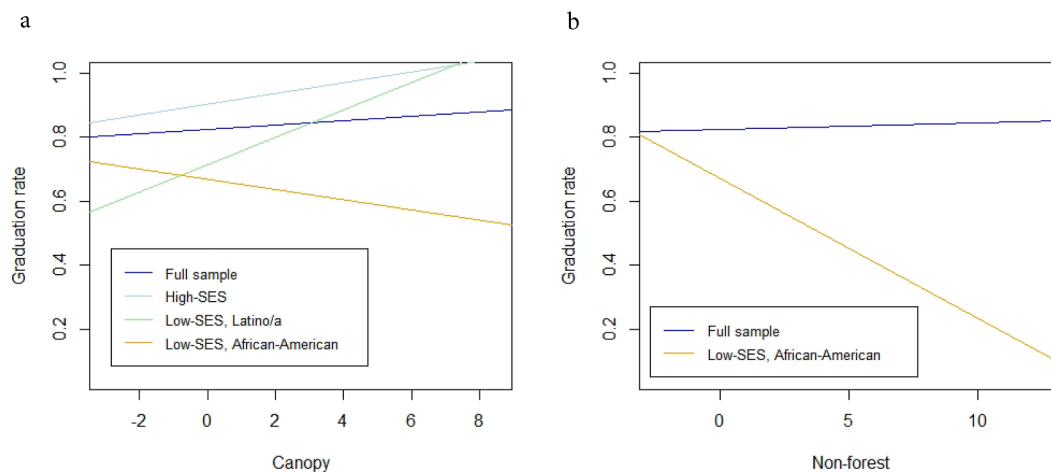 a
Graduation rate
1.0
0.8
0.6
0.4
0.2
Full sample
High-SES
Low-SES, Latino/a
Low-SES, African-American
-2
0
2
4
6
8
Canopy
b
Graduation rate
1.0
0.8
0.6
0.4
0.2
Full sample
Low-SES, African-American
0
5
10
Non-forest